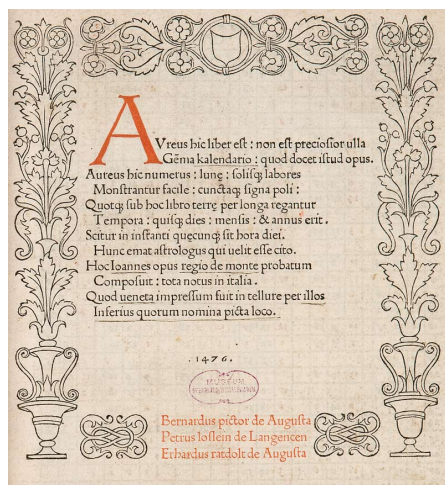 AVreus hic liber est : non est preciosior ulla
Gēma kalendario : quod docet istud opus.
Aureus hic numerus : lunę : solisq; labores
Monstrantur facile : cunctaq; signa poli :
Quotq; sub hoc libro terrę per longa regantur
Tempora : quisq; dies : mensis : & annus erit .
Scitur in instanti quęcunq; sit hora diei.
Hunc emat astrologus qui uelit esse cito.
Hoc Ioannes opus regio de monte probatum
Composuit : tota notus in italia .
Quod ueneta impressum fuit in tellure per illos
Inferius quorum nomina picta loco.
.1476.
MUSEUM
Bernardus pictor de Augusta
Petrus loslein de Langencen
Erhardus ratdolt de Augusta